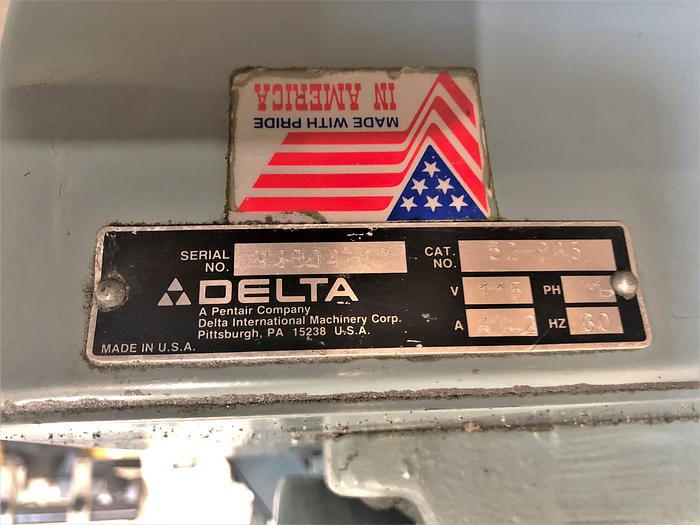 MADE WITH PRIDE
IN AMERICA
SERIAL NO.
CAT. NO.
DELTA
V 115 PH
A Pentair Company
Delta International Machinery Corp.
A HZ 60
Pittsburgh, PA 15238 U.S.A.
MADE IN U.S.A.